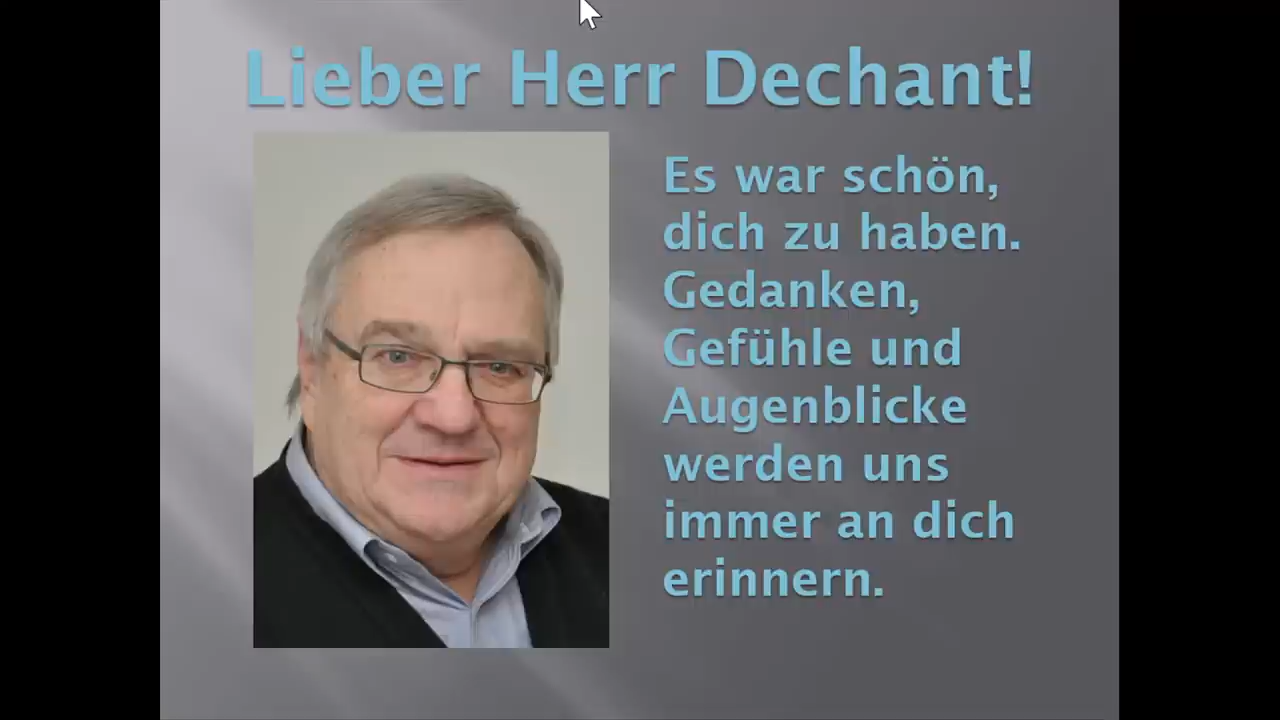 Lieber Herr Dechant!
Es war schön,
dich zu haben.
Gedanken,
Gefühle und
Augenblicke
werden uns
immer an dich
erinnern.